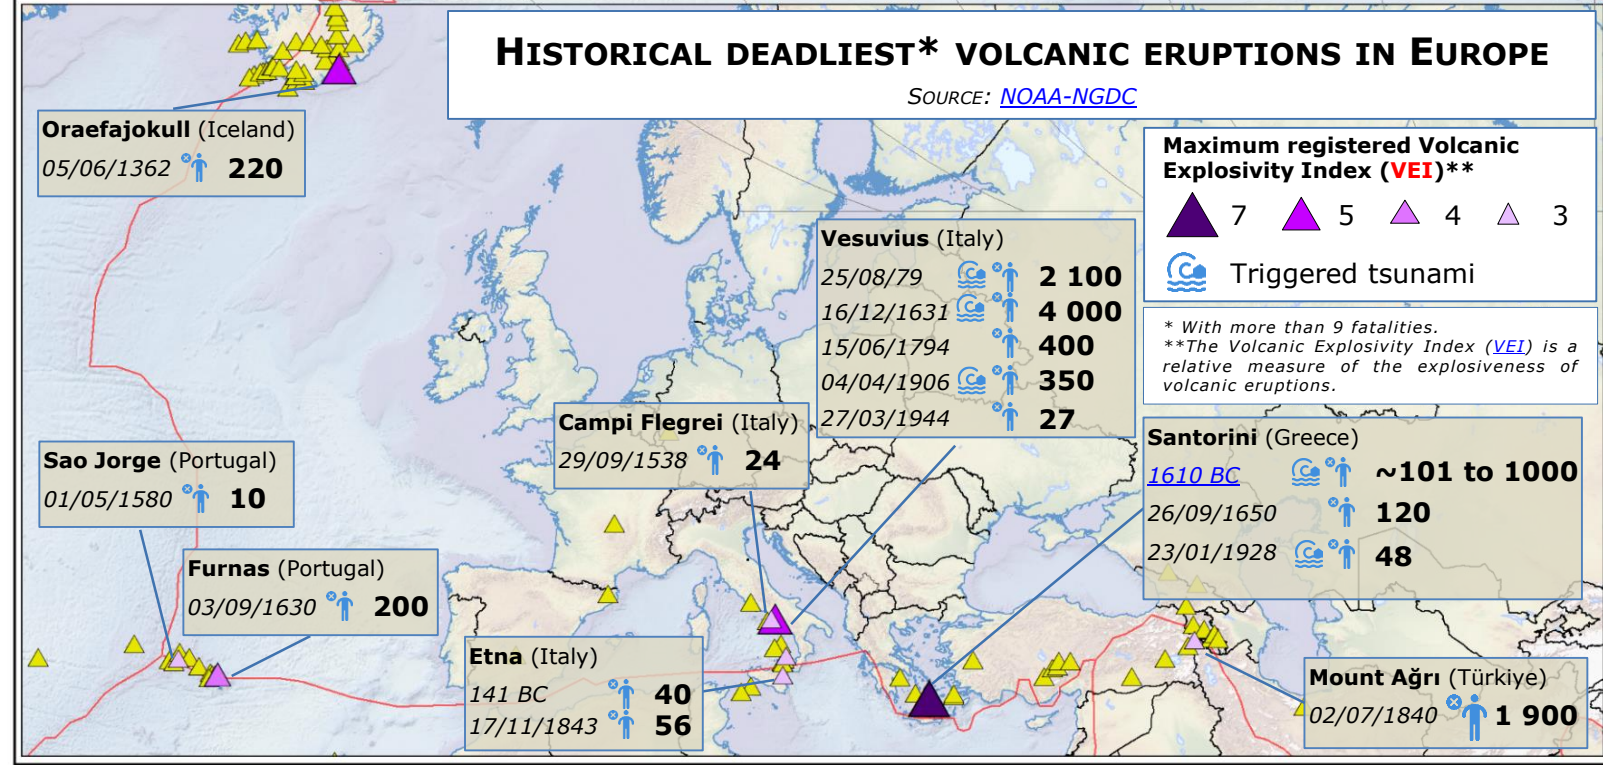 HISTORICAL DEADLIEST* VOLCANIC ERUPTIONS IN EUROPE
SOURCE: NOAA-NGDC
Oraefajokull (Iceland)
05/06/1362 220
Maximum registered Volcanic
Explosivity Index (VEI)**
7 5 4 3
Triggered tsunami
* With more than 9 fatalities.
**The Volcanic Explosivity Index (VEI) is a
relative measure of the explosiveness of
volcanic eruptions.
Vesuvius (Italy)
25/08/79 2 100
16/12/1631 4 000
15/06/1794 400
04/04/1906 350
27/03/1944 27
Campi Flegrei (Italy)
29/09/1538 24
Santorini (Greece)
1610 BC ~101 to 1000
26/09/1650 120
23/01/1928 48
Sao Jorge (Portugal)
01/05/1580 10
Furnas (Portugal)
03/09/1630 200
Etna (Italy)
141 BC 40
17/11/1843 56
Mount Ağrı (Türkiye)
02/07/1840 1 900